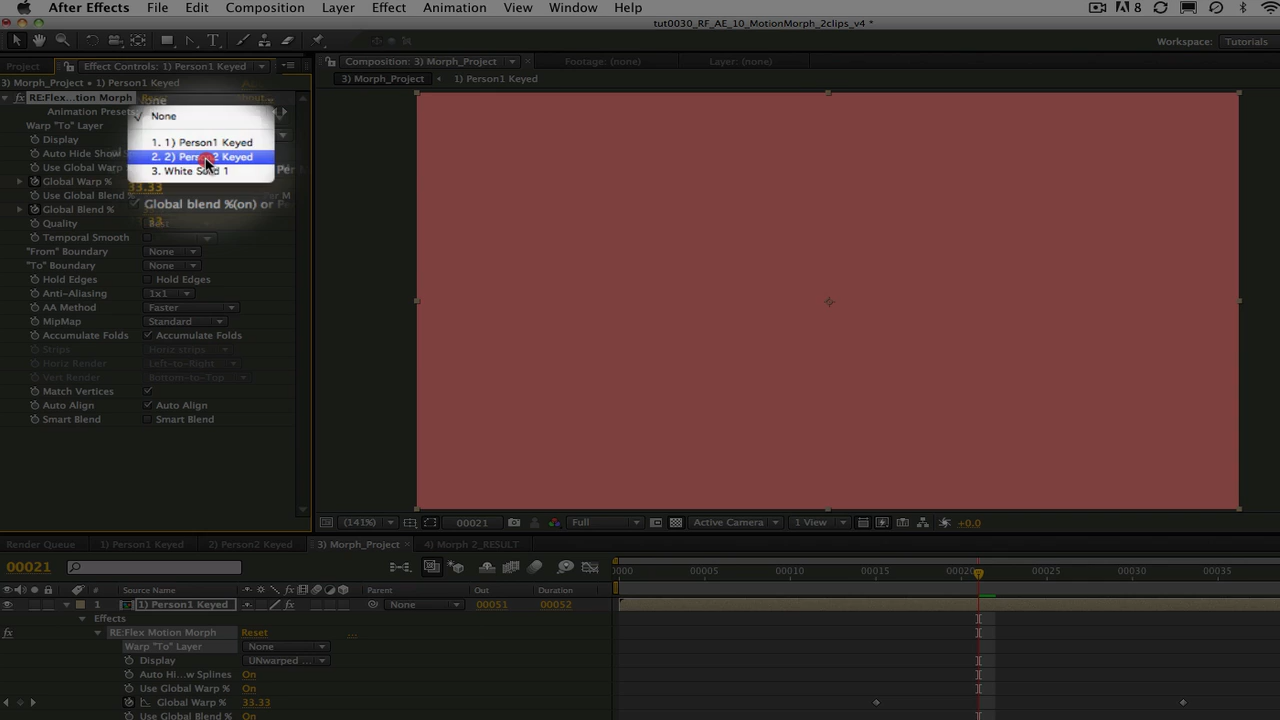 After Effects File Edit Composition Layer Effect Animation View Window Help
tut0030_RF_AE_10_MotionMorph_2clips_v4 *
Workspace: Tutorials
Project Effect Controls: 1) Person1 Keyed Composition: 3) Morph_Project Footage: (none) Layer: (none)
3) Morph_Project • 1) Person1 Keyed 3) Morph_Project 1) Person1 Keyed
RE:Flex...tion Morph
Warp "To" Layer None
Display 1. 1) Person1 Keyed
Auto Hide Show 2. 2) Person2 Keyed
Use Global Warp 3. White Solid 1
Global Warp % 33.33
Use Global Blend % Global blend %(on) or
Global Blend % 33
Quality
Temporal Smooth
"From" Boundary None
"To" Boundary None
Hold Edges Hold Edges
Anti-Aliasing 1x1
AA Method Faster
MipMap Standard
Accumulate Folds Accumulate Folds
Strips Horiz strips
Horiz Render Left-to-Right
Vert Render Bottom-to-Top
Match Vertices
Auto Align Auto Align
Smart Blend Smart Blend
(141%) 00021 Full Active Camera 1 View +0.0
Render Queue 1) Person1 Keyed 2) Person2 Keyed 3) Morph_Project 4) Morph 2_RESULT
00021 0000 00005 00010 00015 00020 00025 00030 00035
# Source Name Parent Out Duration
1 1) Person1 Keyed None 00051 00052
Effects
RE:Flex Motion Morph Reset ...
Warp "To" Layer None
Display UNwarped ...
Auto Hi...w Splines On
Use Global Warp % On
Global Warp % 33.33
Use Global Blend % On